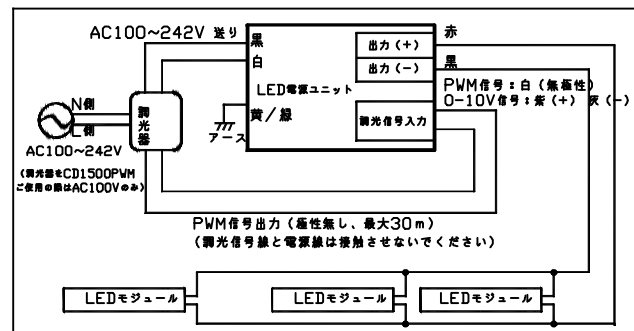 AC100~242V 送り
黒
白
LED電源ユニット
黄/緑
アース
出力(+)
出力(-)
調光信号入力
赤
黒
PWM信号:白(無極性)
0-10V信号:紫(+) 灰(-)
N側
L側
調光器
AC100~242V
(調光器をCD1500PWM
ご使用の際はAC100Vのみ)
PWM信号出力(極性無し、最大30m)
(調光信号線と電源線は接触させないでください)
LEDモジュール
LEDモジュール
LEDモジュール